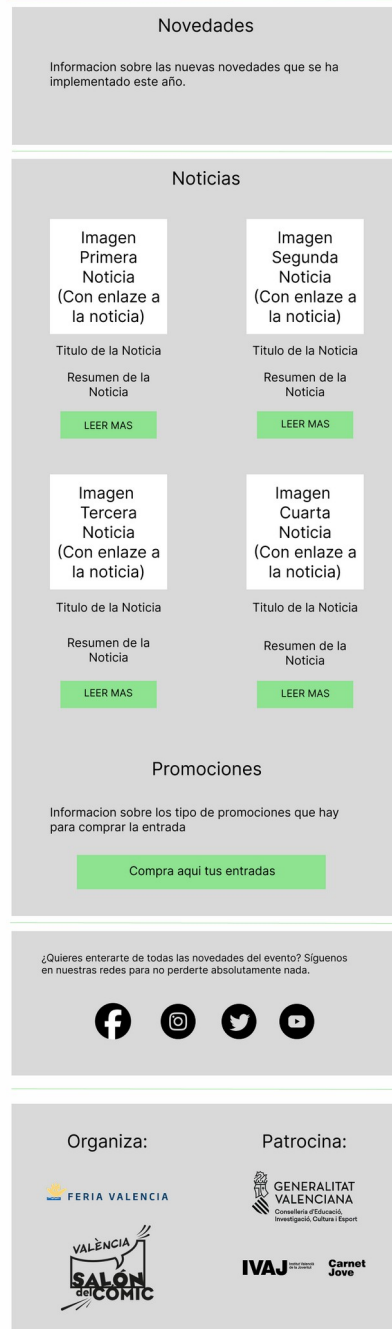 Novedades
Informacion sobre las nuevas novedades que se ha
implementado este año.
Noticias
Imagen
Primera
Noticia
(Con enlaze a
la noticia)
Titulo de la Noticia
Resumen de la
Noticia
LEER MAS
Imagen
Segunda
Noticia
(Con enlaze a
la noticia)
Titulo de la Noticia
Resumen de la
Noticia
LEER MAS
Imagen
Tercera
Noticia
(Con enlaze a
la noticia)
Titulo de la Noticia
Resumen de la
Noticia
LEER MAS
Imagen
Cuarta
Noticia
(Con enlaze a
la noticia)
Titulo de la Noticia
Resumen de la
Noticia
LEER MAS
Promociones
Informacion sobre los tipo de promociones que hay
para comprar la entrada
Compra aqui tus entradas
¿Quieres enterarte de todas las novedades del evento? Síguenos
en nuestras redes para no perderte absolutamente nada.
Organiza:
FERIA VALENCIA
VALÈNCIA
SALÓN
del CÓMIC
Patrocina:
GENERALITAT
VALENCIANA
Conselleria d'Educació,
Investigació, Cultura i Esport
IVAJ
Institut Valencià
de la Joventut
Carnet
Jove